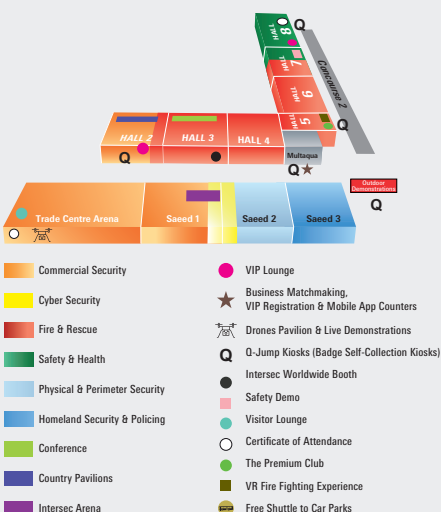 Q
HALL 8
HALL 7
HALL 6
Concourse 2
HALL 5
Q
HALL 2
HALL 3
HALL 4
Q
Multaqua
Q
Outdoor
Demonstrations
Q
Trade Centre Arena
Saeed 1
Saeed 2
Saeed 3
Commercial Security
Cyber Security
Fire & Rescue
Safety & Health
Physical & Perimeter Security
Homeland Security & Policing
Conference
Country Pavilions
Intersec Arena
VIP Lounge
Business Matchmaking,
VIP Registration & Mobile App Counters
Drones Pavilion & Live Demonstrations
Q Q-Jump Kiosks (Badge Self-Collection Kiosks)
Intersec Worldwide Booth
Safety Demo
Visitor Lounge
Certificate of Attendance
The Premium Club
VR Fire Fighting Experience
Free Shuttle to Car Parks